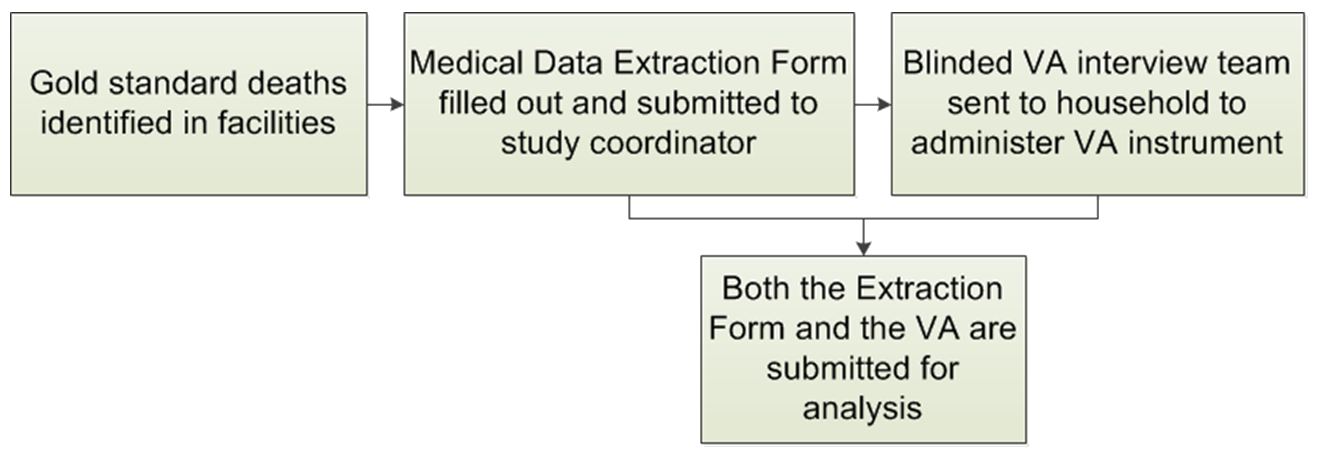 Gold standard deaths
identified in facilities
Medical Data Extraction Form
filled out and submitted to
study coordinator
Blinded VA interview team
sent to household to
administer VA instrument
Both the Extraction
Form and the VA are
submitted for
analysis